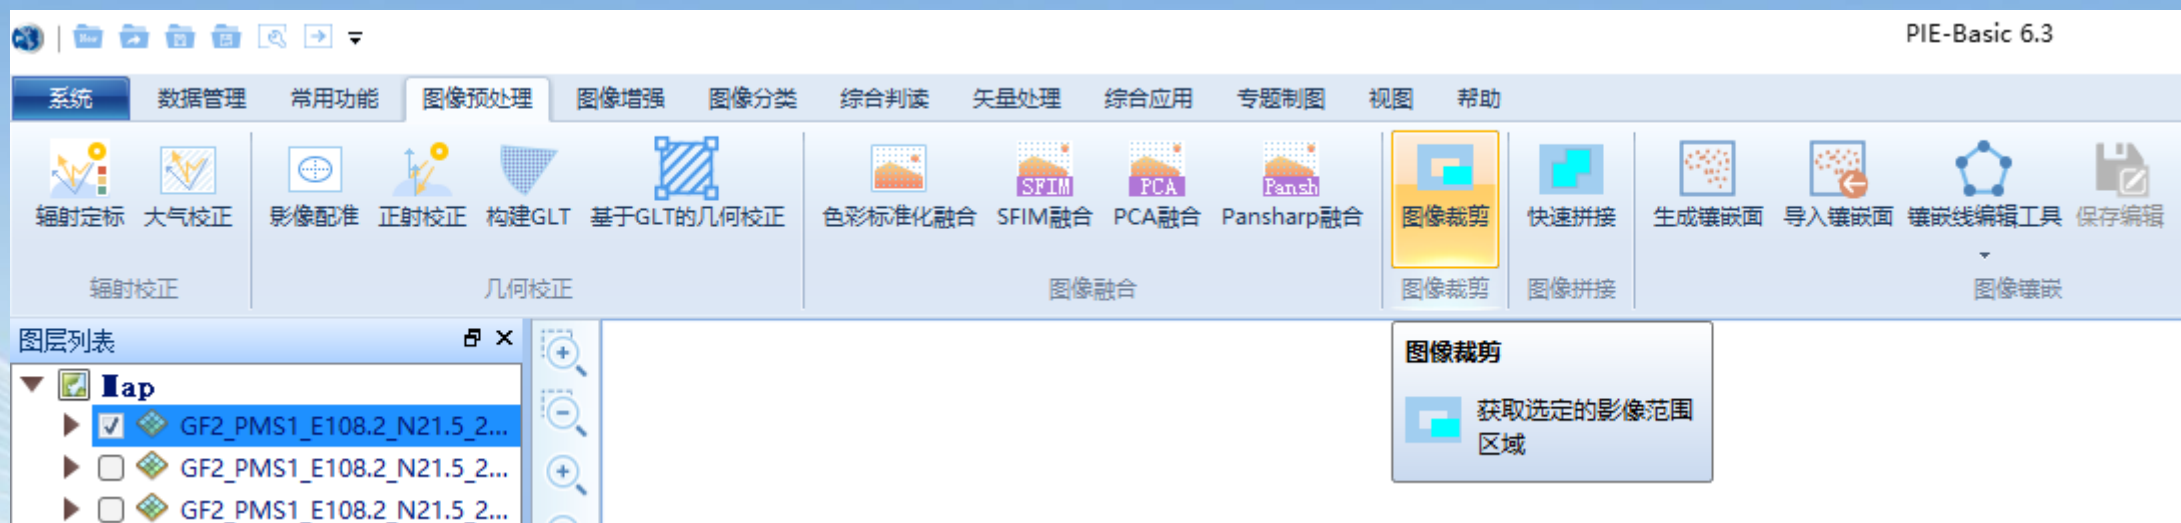 New
PIE-Basic 6.3
系统 数据管理 常用功能 图像预处理 图像增强 图像分类 综合判读 矢量处理 综合应用 专题制图 视图 帮助
SFIM PCA Pansh
辐射定标 大气校正 影像配准 正射校正 构建GLT 基于GLT的几何校正 色彩标准化融合 SFIM融合 PCA融合 Pansharp融合 图像裁剪 快速拼接 生成镶嵌面 导入镶嵌面 镶嵌线编辑工具 保存编辑
辐射校正 几何校正 图像融合 图像裁剪 图像拼接 图像镶嵌
图层列表
图像裁剪
Map
获取选定的影像范围
区域
GF2_PMS1_E108.2_N21.5_2...
GF2_PMS1_E108.2_N21.5_2...
GF2_PMS1_E108.2_N21.5_2...